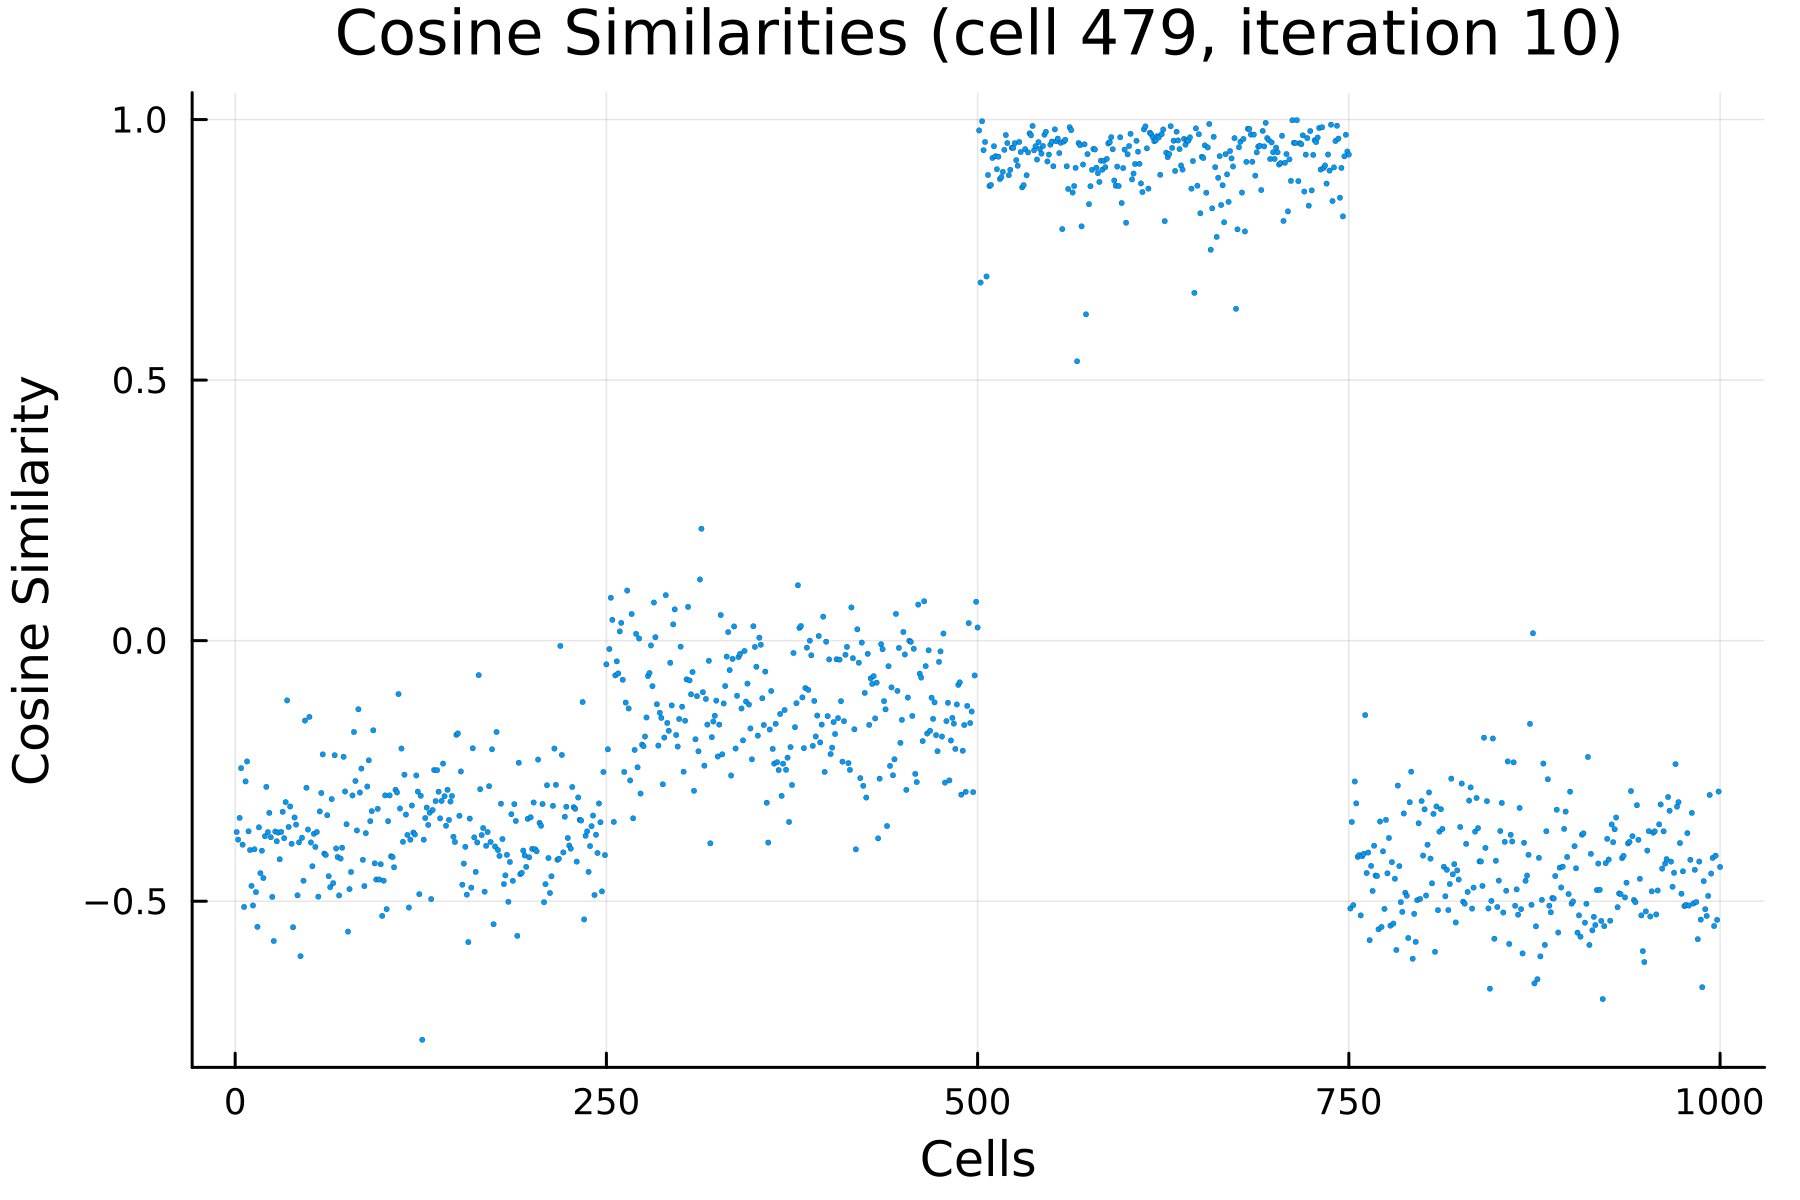 Cosine Similarities (cell 479, iteration 10)
1.0
0.5
0.0
−0.5
Cosine Similarity
0 250 500 750 1000
Cells